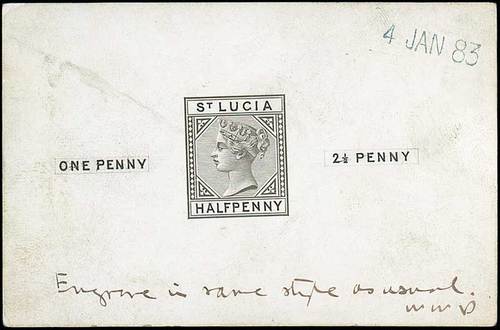 4 JAN 83
ST LUCIA
ONE PENNY
2½ PENNY
HALFPENNY
Engrave in same style as usual.